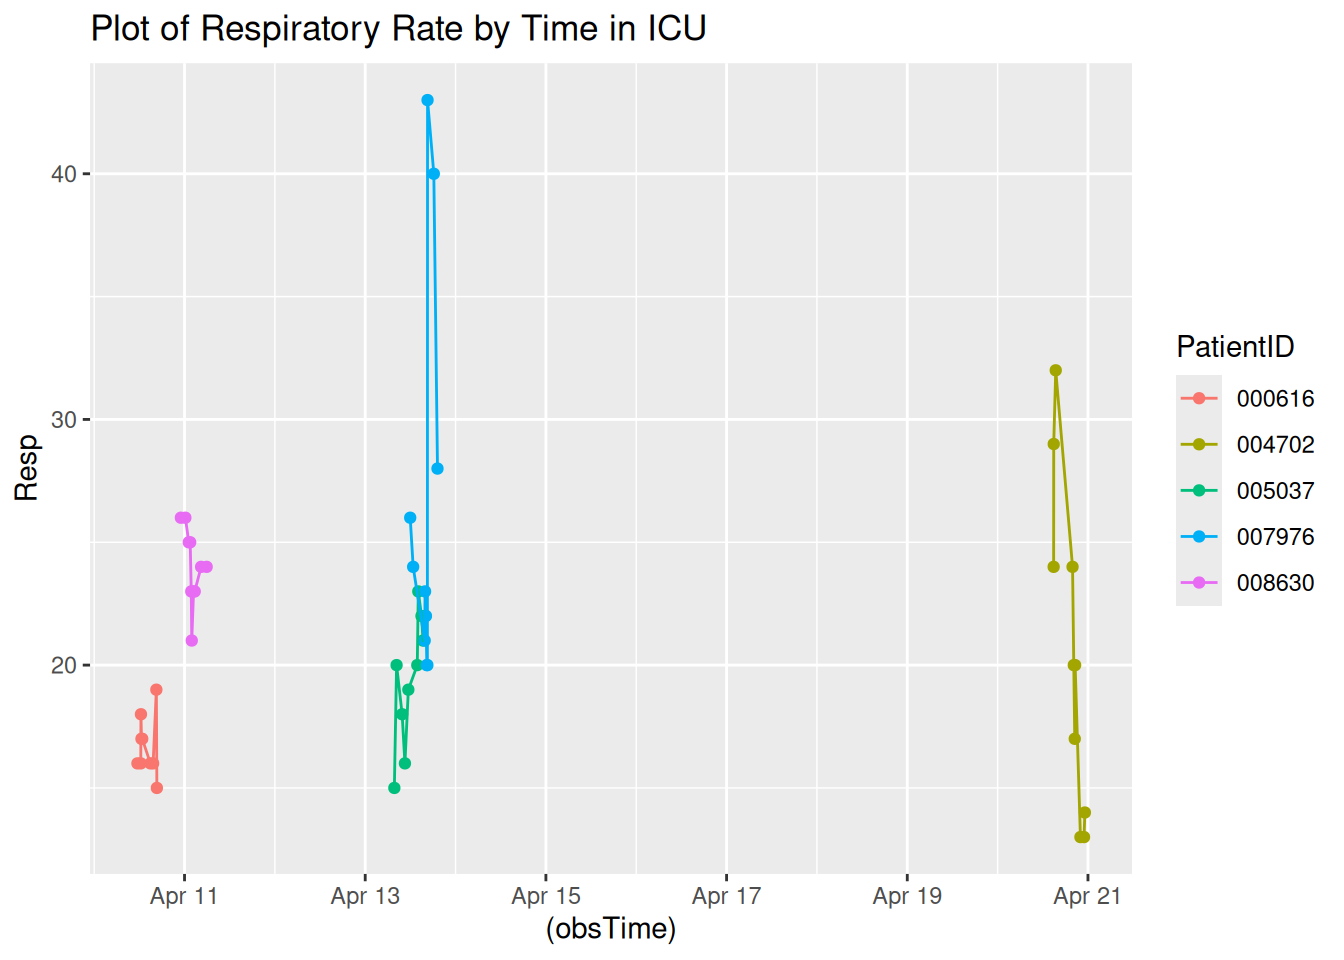 Plot of Respiratory Rate by Time in ICU
40
30
20
Resp
Apr 11
Apr 13
Apr 15
Apr 17
Apr 19
Apr 21
(obsTime)
PatientID
000616
004702
005037
007976
008630